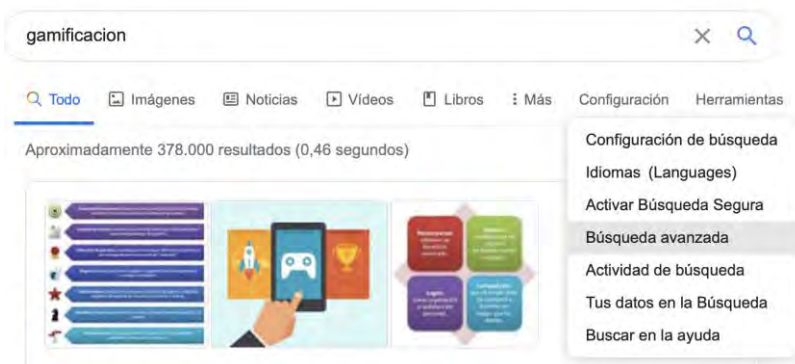 gamificacion
Todo Imágenes Noticias Vídeos Libros Más Configuración Herramientas
Aproximadamente 378.000 resultados (0,46 segundos)
Configuración de búsqueda
Idiomas (Languages)
Activar Búsqueda Segura
Búsqueda avanzada
Actividad de búsqueda
Tus datos en la Búsqueda
Buscar en la ayuda